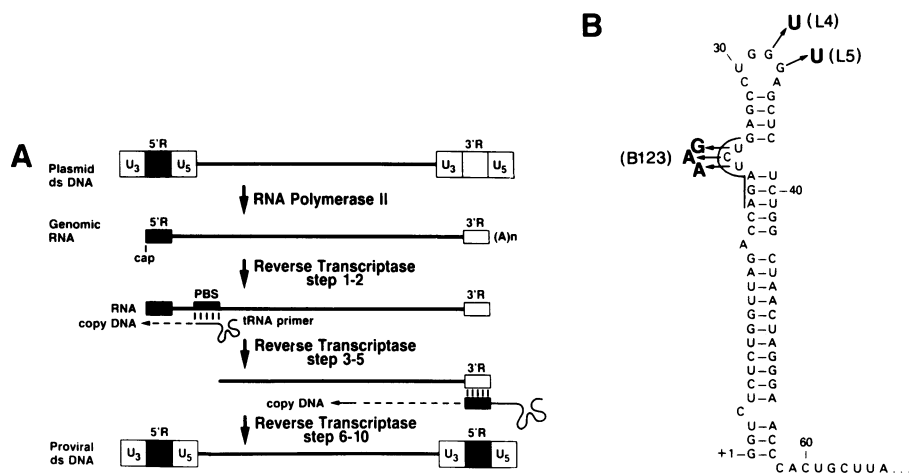 A
Plasmid
ds DNA
5'R
3'R
U3
U5
U3
U5
RNA Polymerase II
Genomic
RNA
5'R
3'R
(A)n
cap
Reverse Transcriptase
step 1-2
PBS
3'R
RNA
copy DNA
tRNA primer
Reverse Transcriptase
step 3-5
3'R
copy DNA
Reverse Transcriptase
step 6-10
Proviral
ds DNA
5'R
5'R
U3
U5
U3
U5
B
U (L4)
30
G G
U G U (L5)
C A
C – G
G – C
A – U
G – C
G U
(B123) A C
A U
A – U
G – C – 40
A – U
C – G
C – G
A
G – C
A – U
U – A
U – A
G – C
G – U
U – A
C – G
U – G
C – G
U – A
C
U – A
G – C
+1 – G – C
60
CACUGCUUA...